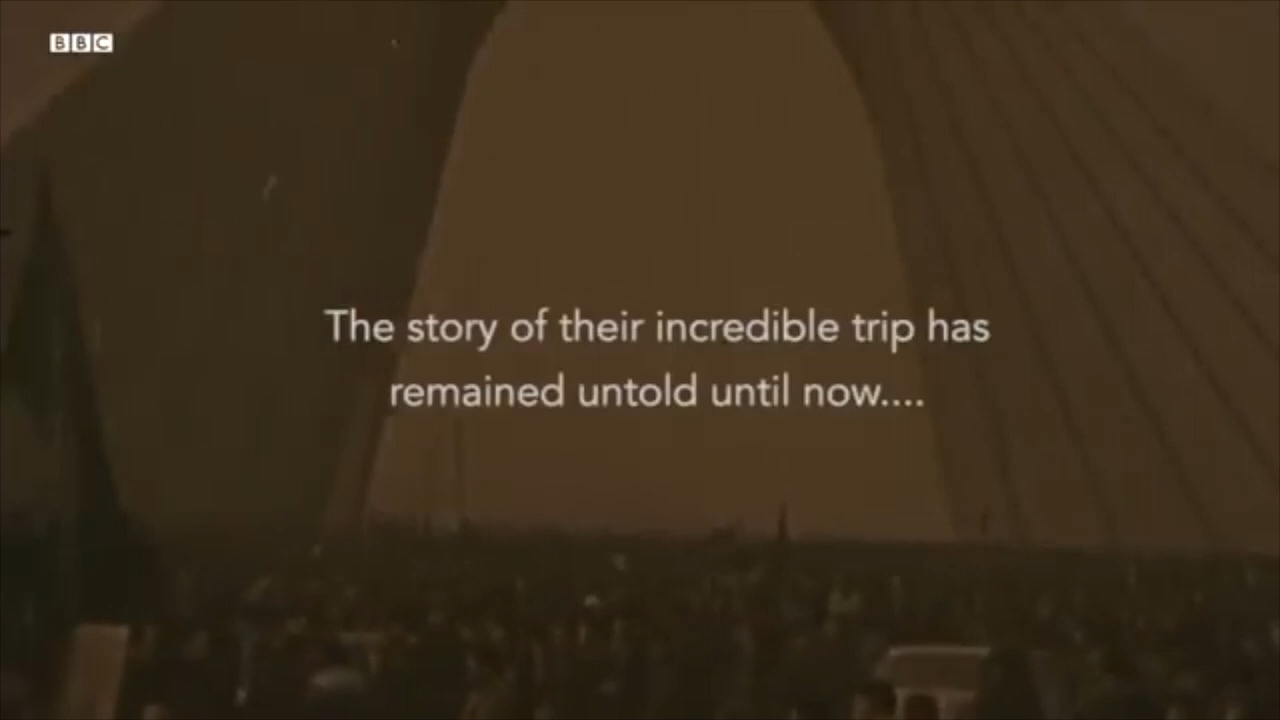 BBC
The story of their incredible trip has
remained untold until now....